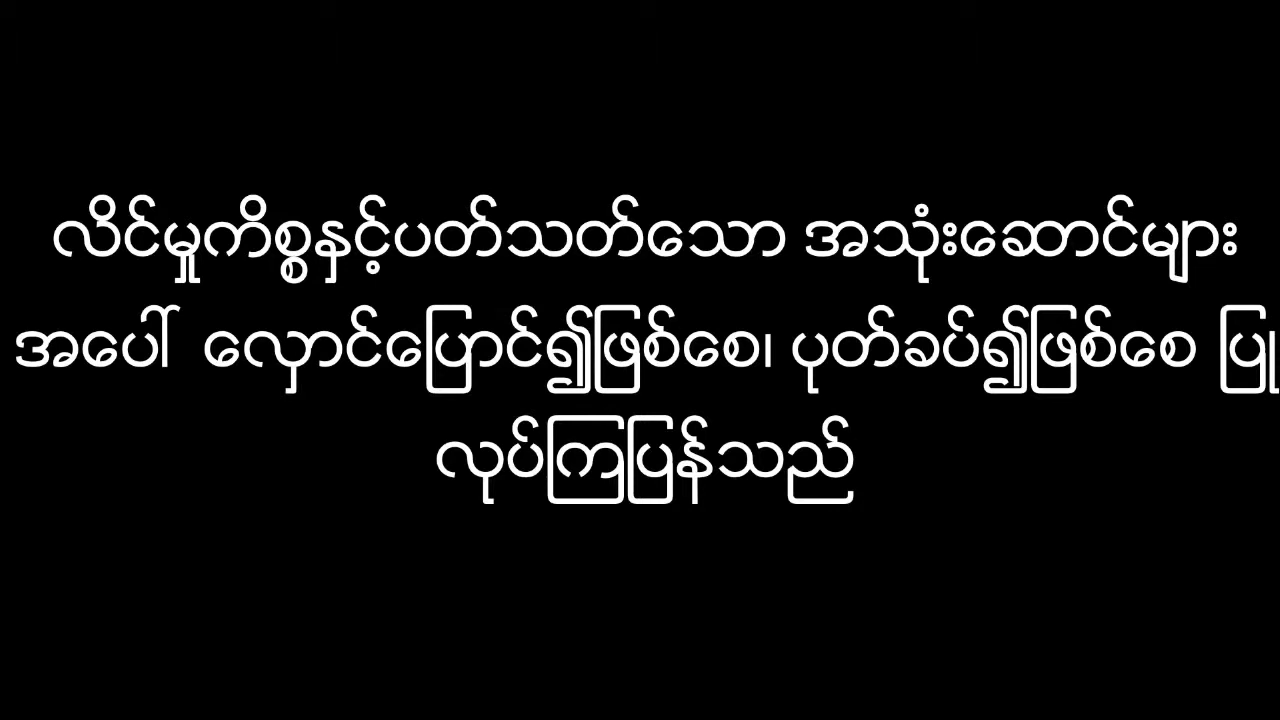 လိင်မှုကိစ္စနှင့်ပတ်သတ်သော အသုံးဆောင်များ
အပေါ် လှောင်ပြောင်၍ဖြစ်စေ၊ ပုတ်ခပ်၍ဖြစ်စေ ပြု
လုပ်ကြပြန်သည်